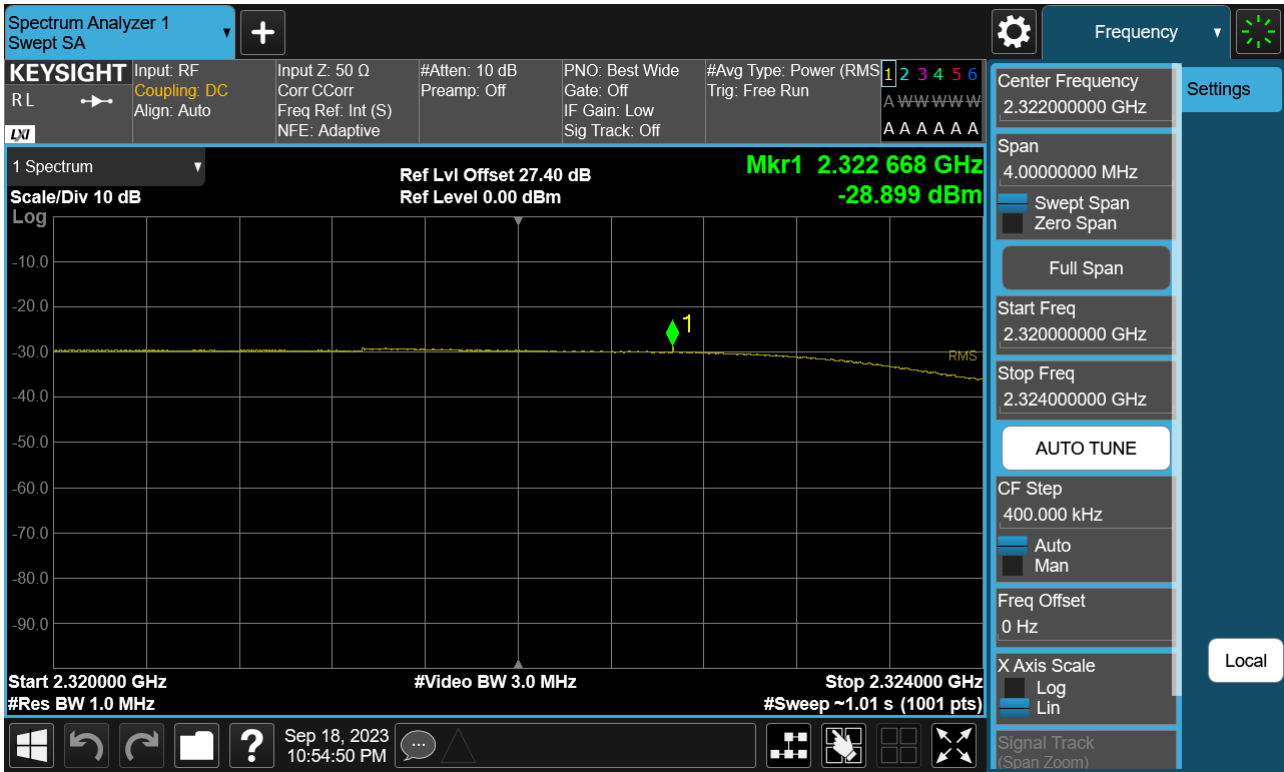 Spectrum Analyzer 1
Swept SA
Frequency
KEYSIGHT
R L
LXI
Input: RF
Coupling: DC
Align: Auto
Input Z: 50 Ω
Corr CCorr
Freq Ref: Int (S)
NFE: Adaptive
#Atten: 10 dB
Preamp: Off
PNO: Best Wide
Gate: Off
IF Gain: Low
Sig Track: Off
#Avg Type: Power (RMS
Trig: Free Run
1 2 3 4 5 6
A W W W W W
A A A A A A
1 Spectrum
Scale/Div 10 dB
Log
Ref Lvl Offset 27.40 dB
Ref Level 0.00 dBm
Mkr1 2.322 668 GHz
-28.899 dBm
-10.0
-20.0
-30.0
-40.0
-50.0
-60.0
-70.0
-80.0
-90.0
1
RMS
Start 2.320000 GHz
#Res BW 1.0 MHz
#Video BW 3.0 MHz
Stop 2.324000 GHz
#Sweep ~1.01 s (1001 pts)
Center Frequency
2.322000000 GHz
Span
4.00000000 MHz
Swept Span
Zero Span
Full Span
Start Freq
2.320000000 GHz
Stop Freq
2.324000000 GHz
AUTO TUNE
CF Step
400.000 kHz
Auto
Man
Freq Offset
0 Hz
X Axis Scale
Log
Lin
Signal Track
(Span Zoom)
Settings
Local
?
Sep 18, 2023
10:54:50 PM